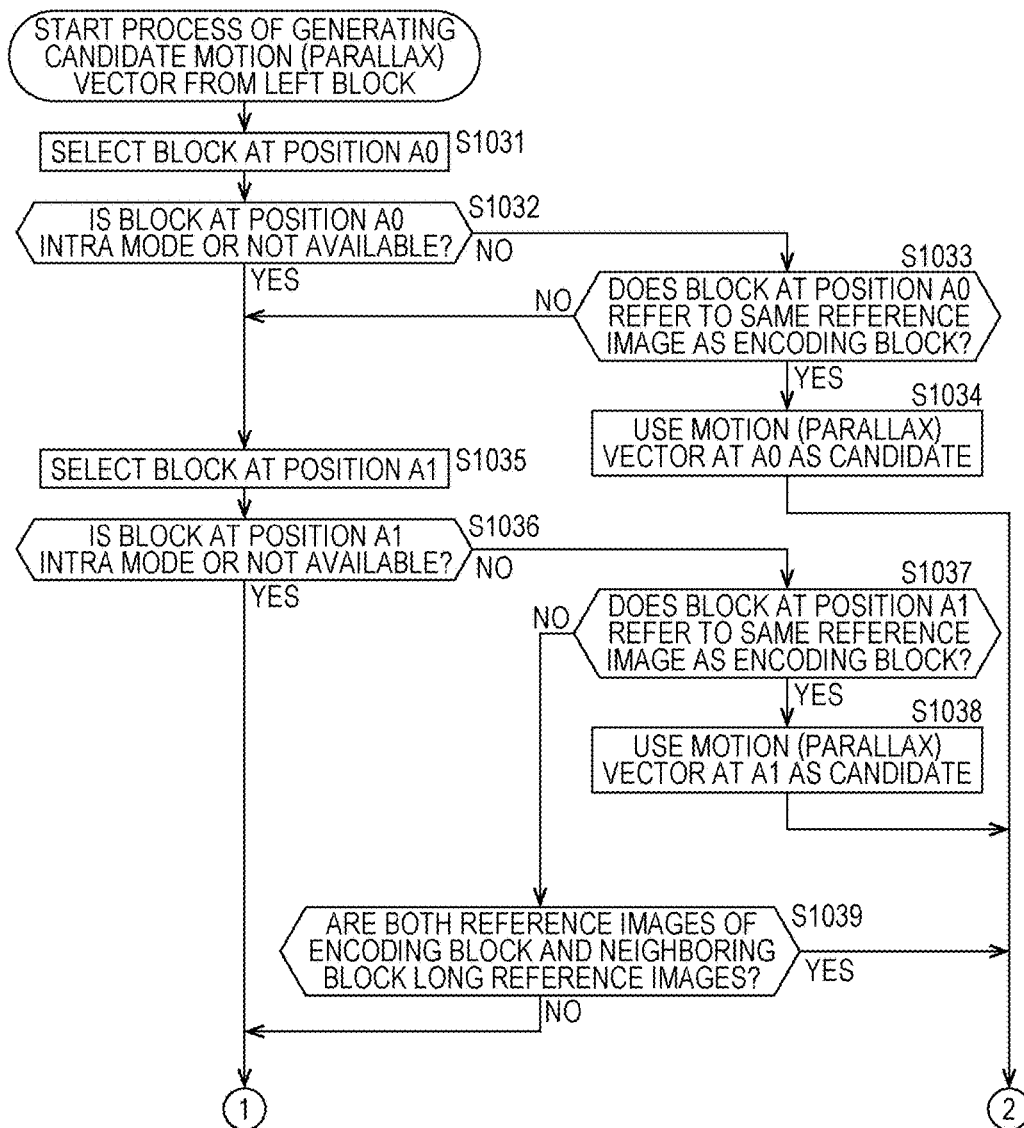 START PROCESS OF GENERATING
CANDIDATE MOTION (PARALLAX)
VECTOR FROM LEFT BLOCK
SELECT BLOCK AT POSITION A0
S1031
IS BLOCK AT POSITION A0
INTRA MODE OR NOT AVAILABLE?
S1032
NO
YES
S1033
DOES BLOCK AT POSITION A0
REFER TO SAME REFERENCE
IMAGE AS ENCODING BLOCK?
NO
YES
S1034
USE MOTION (PARALLAX)
VECTOR AT A0 AS CANDIDATE
SELECT BLOCK AT POSITION A1
S1035
IS BLOCK AT POSITION A1
INTRA MODE OR NOT AVAILABLE?
S1036
NO
YES
S1037
DOES BLOCK AT POSITION A1
REFER TO SAME REFERENCE
IMAGE AS ENCODING BLOCK?
NO
YES
S1038
USE MOTION (PARALLAX)
VECTOR AT A1 AS CANDIDATE
ARE BOTH REFERENCE IMAGES OF
ENCODING BLOCK AND NEIGHBORING
BLOCK LONG REFERENCE IMAGES?
S1039
YES
NO
1
2